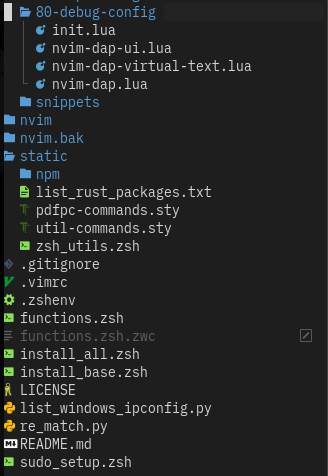 80-debug-config
init.lua
nvim-dap-ui.lua
nvim-dap-virtual-text.lua
nvim-dap.lua
snippets
nvim
nvim.bak
static
npm
list_rust_packages.txt
pdfpc-commands.sty
util-commands.sty
zsh_utils.zsh
.gitignore
.vimrc
.zshenv
functions.zsh
functions.zsh.zwc
install_all.zsh
install_base.zsh
LICENSE
list_windows_ipconfig.py
re_match.py
README.md
sudo_setup.zsh